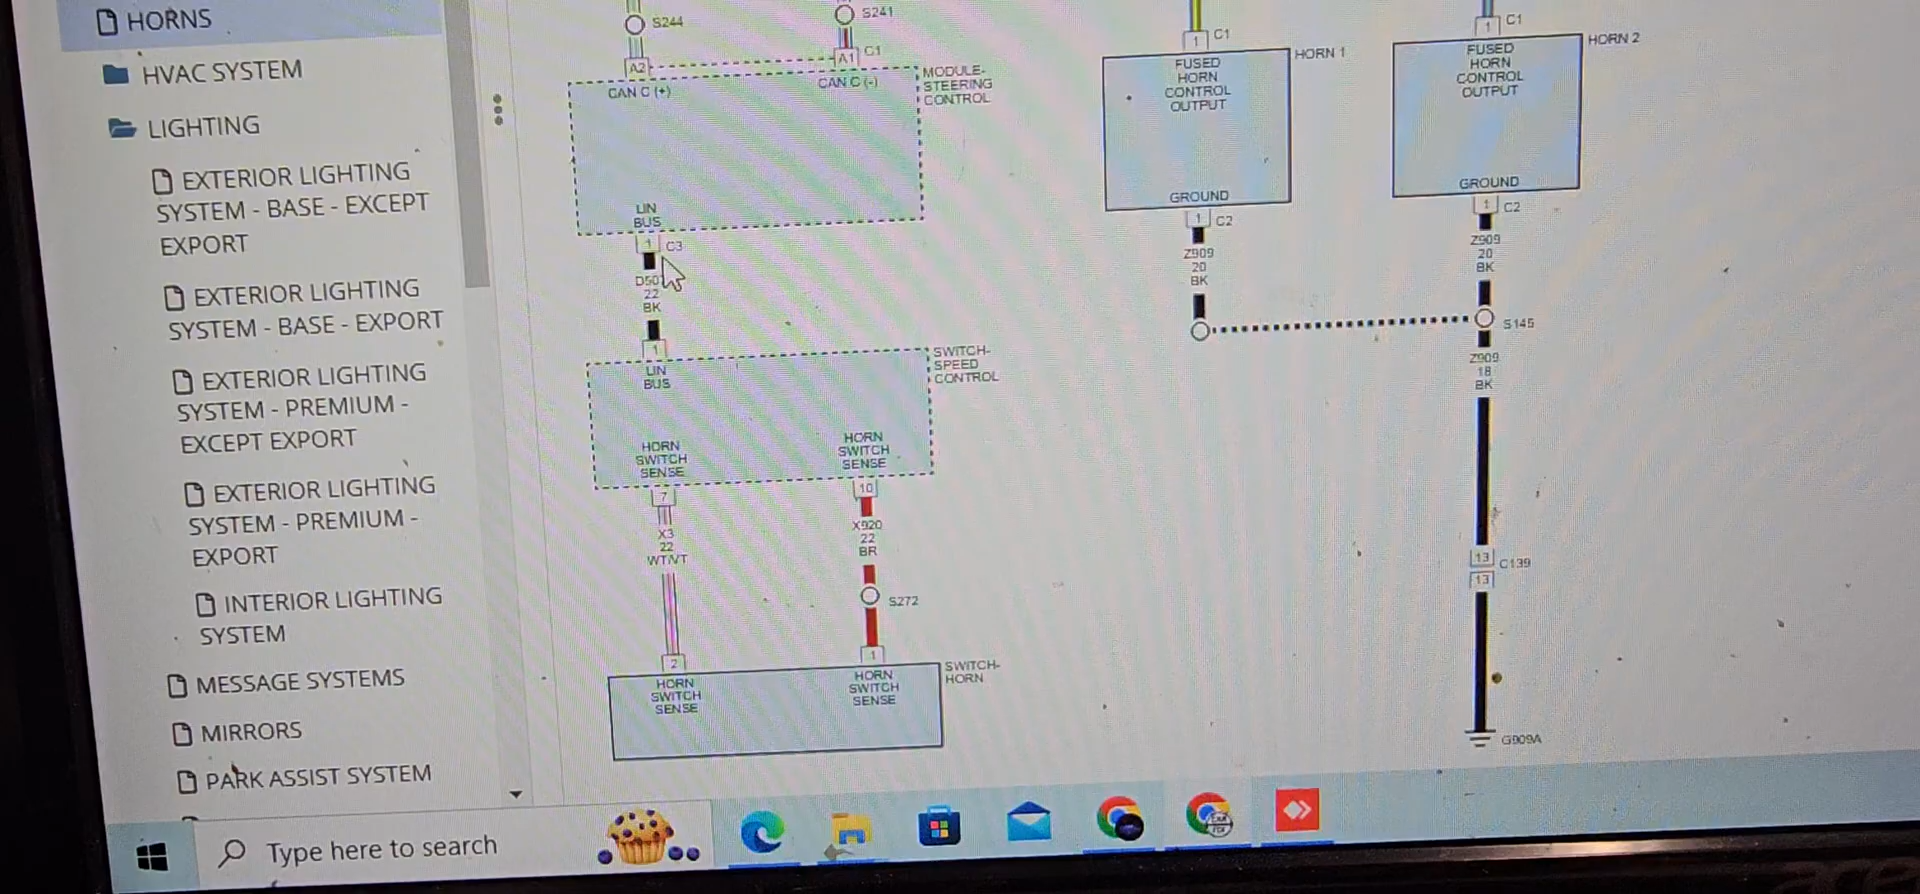 HORNS
HVAC SYSTEM
LIGHTING
EXTERIOR LIGHTING
SYSTEM - BASE - EXCEPT
EXPORT
EXTERIOR LIGHTING
SYSTEM - BASE - EXPORT
EXTERIOR LIGHTING
SYSTEM - PREMIUM -
EXCEPT EXPORT
EXTERIOR LIGHTING
SYSTEM - PREMIUM -
EXPORT
INTERIOR LIGHTING
SYSTEM
MESSAGE SYSTEMS
MIRRORS
PARK ASSIST SYSTEM
S244
S241
A2
A1
C1
CAN C (+)
CAN C (-)
MODULE-
STEERING
CONTROL
LIN
BUS
1
C3
22
BK
1
LIN
BUS
SWITCH-
SPEED
CONTROL
HORN
SWITCH
SENSE
HORN
SWITCH
SENSE
7
10
X3
22
WT/VT
X920
22
BR
S272
2
1
HORN
SWITCH
SENSE
HORN
SWITCH
SENSE
SWITCH-
HORN
1
C1
FUSED
HORN
CONTROL
OUTPUT
HORN 1
GROUND
1
C2
Z909
20
BK
1
C1
FUSED
HORN
CONTROL
OUTPUT
HORN 2
GROUND
1
C2
Z909
20
BK
S145
Z909
18
BK
13
C139
13
G909A
Type here to search